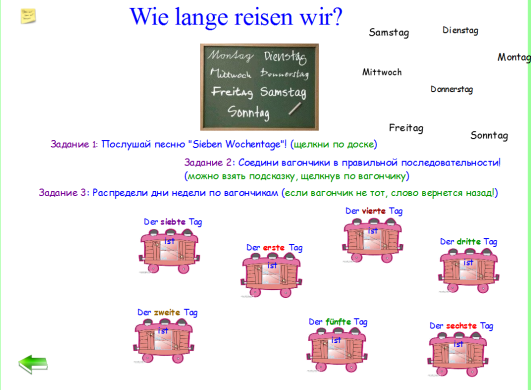 Wie lange reisen wir?
Samstag
Dienstag
Montag
Mittwoch
Donnerstag
Freitag
Sonntag
Montag Dienstag
Mittwoch Donnerstag
Freitag Samstag
Sonntag
Задание 1: Послушай песню "Sieben Wochentage"! (щелкни по доске)
Задание 2: Соедини вагончики в правильной последовательности!
(можно взять подсказку, щелкнув по вагончику)
Задание 3: Распредели дни недели по вагончикам (если вагончик не тот, слово вернется назад!)
Der siebte Tag
ist
Der erste Tag
ist
Der vierte Tag
ist
Der dritte Tag
ist
Der zweite Tag
ist
Der fünfte Tag
ist
Der sechste Tag
ist